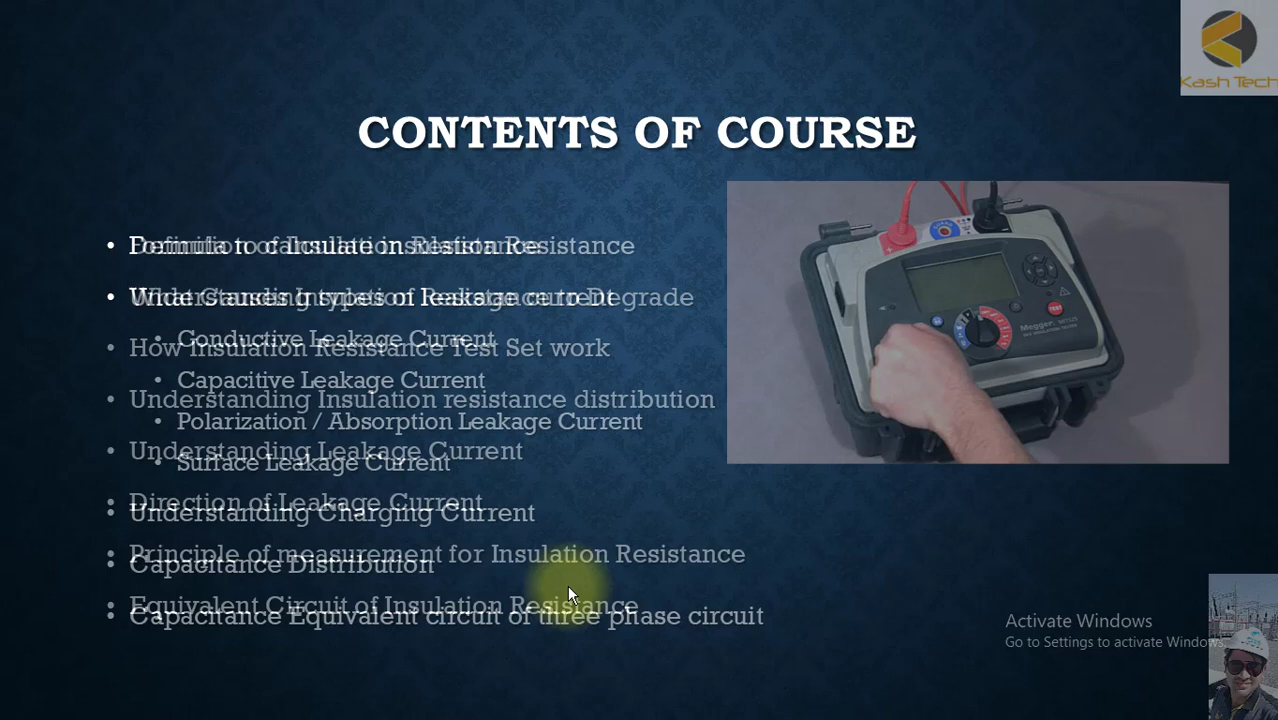 Kash Tech
CONTENTS OF COURSE
• Definition of Insulation Resistance
• Formula to calculate insulation Resistance
• What Causes Insulation Resistance to Degrade
• Understanding types of Leakage current
• How Insulation Resistance Test Set work
• Conductive Leakage Current
• Capacitive Leakage Current
• Understanding Insulation resistance distribution
• Polarization / Absorption Leakage Current
• Understanding Leakage Current
• Surface Leakage Current
• Direction of Leakage Current
• Understanding Charging Current
• Principle of measurement for Insulation Resistance
• Capacitance Distribution
• Equivalent Circuit of Insulation Resistance
• Capacitance Equivalent circuit of three phase circuit
Megger
TEST
Activate Windows
Go to Settings to activate Windows.